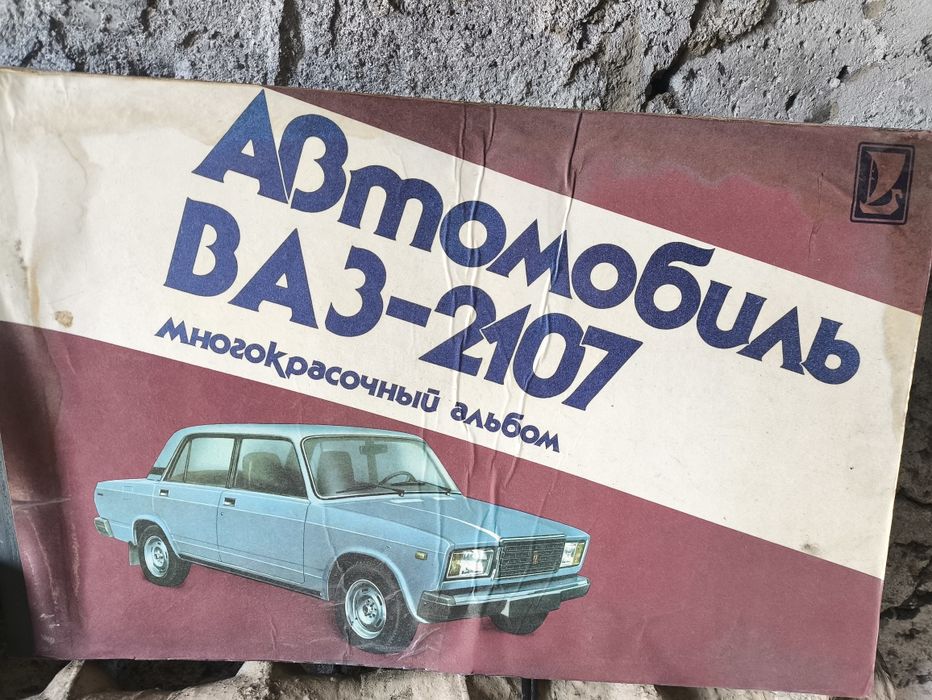 Автомобиль
ВАЗ-2107
многокрасочный альбом